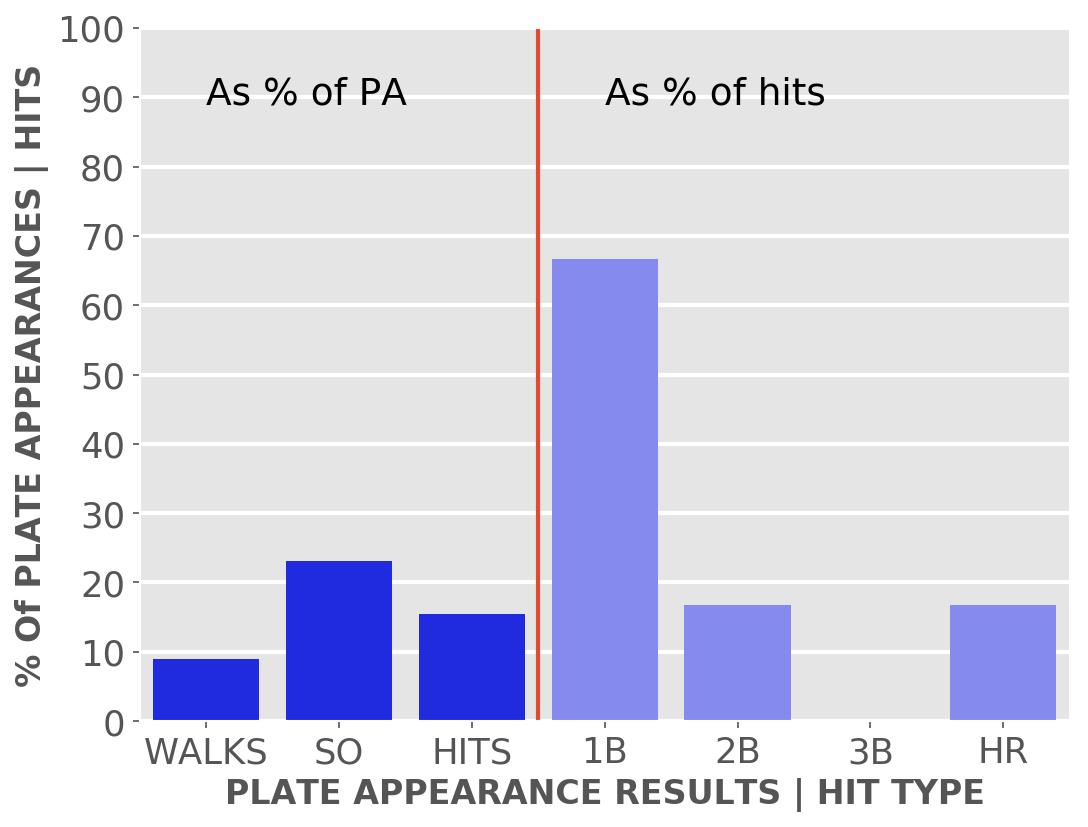 100
90
80
70
60
50
40
30
20
10
0
% Of PLATE APPEARANCES | HITS
As % of PA
As % of hits
WALKS SO HITS 1B 2B 3B HR
PLATE APPEARANCE RESULTS | HIT TYPE